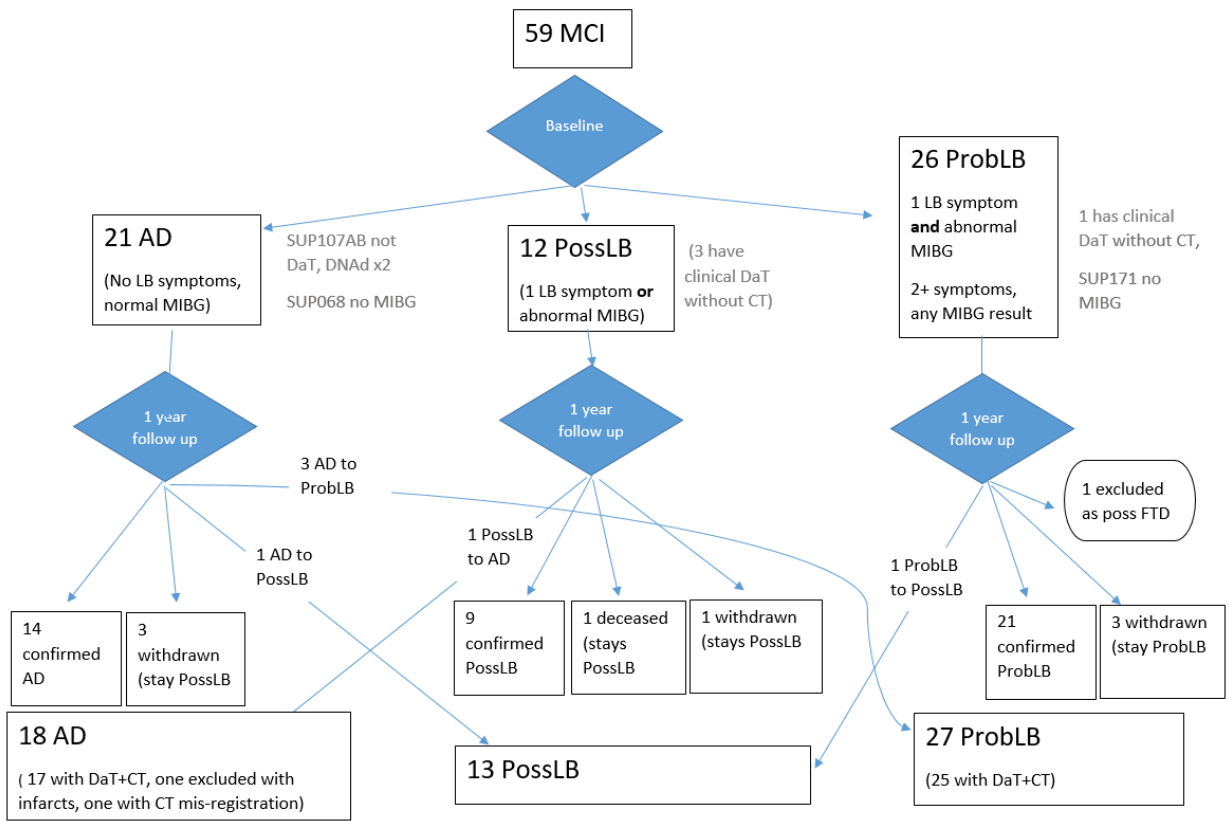 59 MCI
Baseline
21 AD
(No LB symptoms,
normal MIBG)
SUP107AB not
DaT, DNAd x2
SUP068 no MIBG
12 PossLB
(1 LB symptom or
abnormal MIBG)
(3 have
clinical DaT
without CT)
26 ProbLB
1 LB symptom
and abnormal
MIBG
2+ symptoms,
any MIBG result
1 has clinical
DaT without CT,
SUP171 no
MIBG
1 year
follow up
1 year
follow up
1 year
follow up
3 AD to
ProbLB
1 AD to
PossLB
1 PossLB
to AD
1 ProbLB
to PossLB
1 excluded
as poss FTD
14
confirmed
AD
3
withdrawn
(stay PossLB
9
confirmed
PossLB
1 deceased
(stays
PossLB
1 withdrawn
(stays PossLB
21
confirmed
ProbLB
3 withdrawn
(stay ProbLB
18 AD
( 17 with DaT+CT, one excluded with
infarcts, one with CT mis-registration)
13 PossLB
27 ProbLB
(25 with DaT+CT)